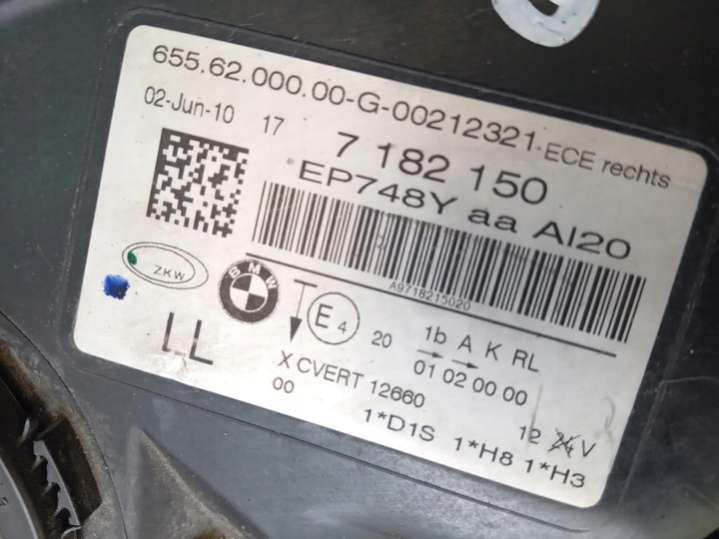 655.62.000.00-G-00212321.ECE rechts
02-Jun-10 17 7 182 150
EP748Y aa AI20
A9718215020
ZKW
BMW
E4 20 1b A K RL
01 02 00 00
LL
X CVERT 12660
00
12 24 V
1*D1S 1*H8 1*H3